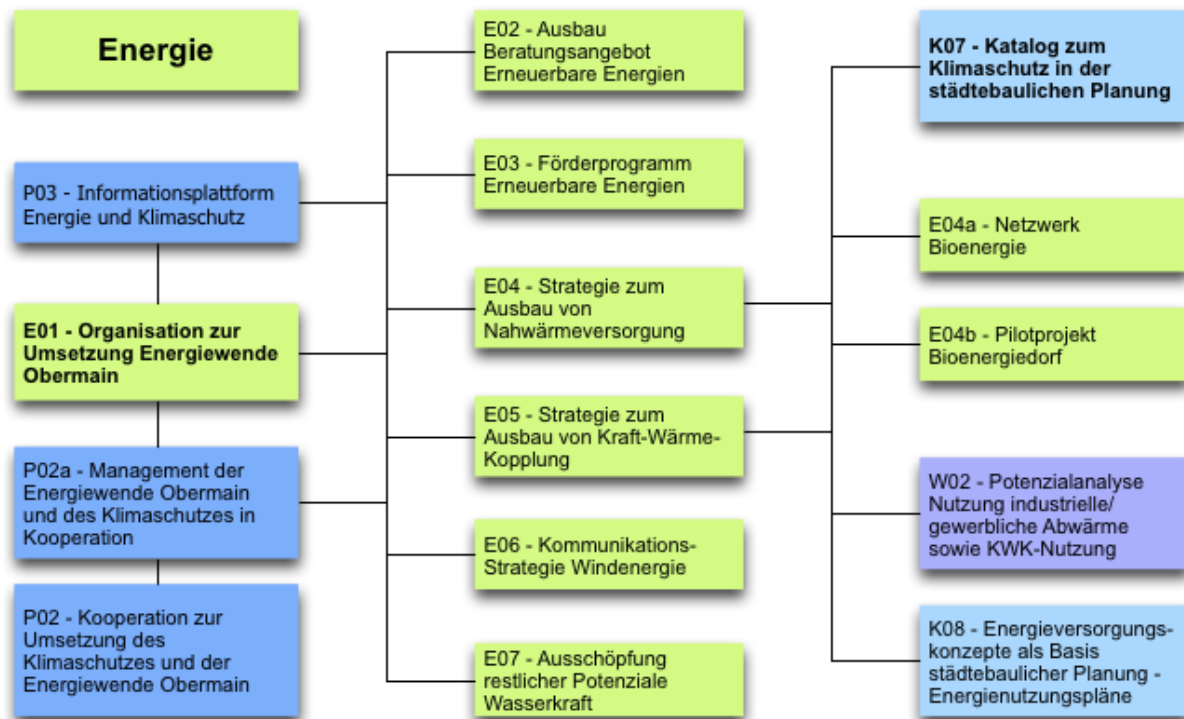 Energie
P03 - Informationsplattform
Energie und Klimaschutz
E01 - Organisation zur
Umsetzung Energiewende
Obermain
P02a - Management der
Energiewende Obermain
und des Klimaschutzes in
Kooperation
P02 - Kooperation zur
Umsetzung des
Klimaschutzes und der
Energiewende Obermain
E02 - Ausbau
Beratungsangebot
Erneuerbare Energien
E03 - Förderprogramm
Erneuerbare Energien
E04 - Strategie zum
Ausbau von
Nahwärmeversorgung
E05 - Strategie zum
Ausbau von Kraft-Wärme-
Kopplung
E06 - Kommunikations-
Strategie Windenergie
E07 - Ausschöpfung
restlicher Potenziale
Wasserkraft
K07 - Katalog zum
Klimaschutz in der
städtebaulichen Planung
E04a - Netzwerk
Bioenergie
E04b - Pilotprojekt
Bioenergiedorf
W02 - Potenzialanalyse
Nutzung industrielle/
gewerbliche Abwärme
sowie KWK-Nutzung
K08 - Energieversorgungs-
konzepte als Basis
städtebaulicher Planung -
Energienutzungspläne